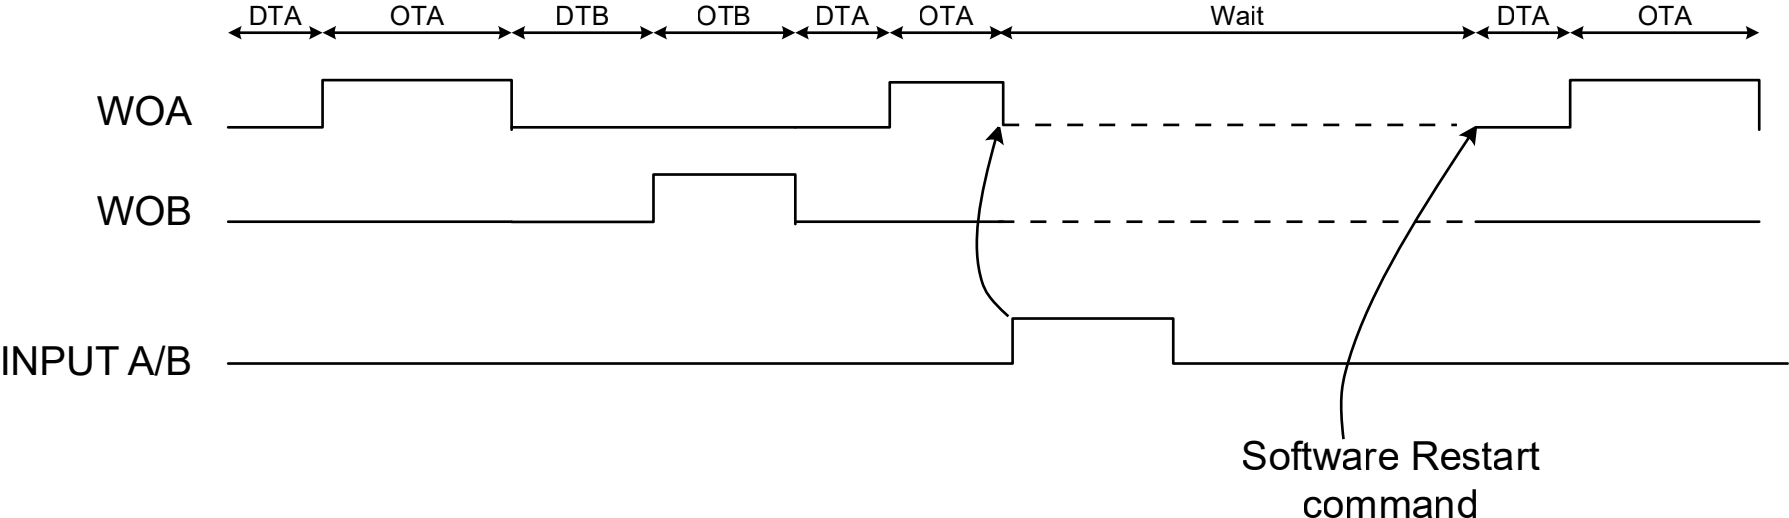 DTA OTA DTB OTB DTA OTA Wait DTA OTA
WOA
WOB
INPUT A/B
Software Restart
command